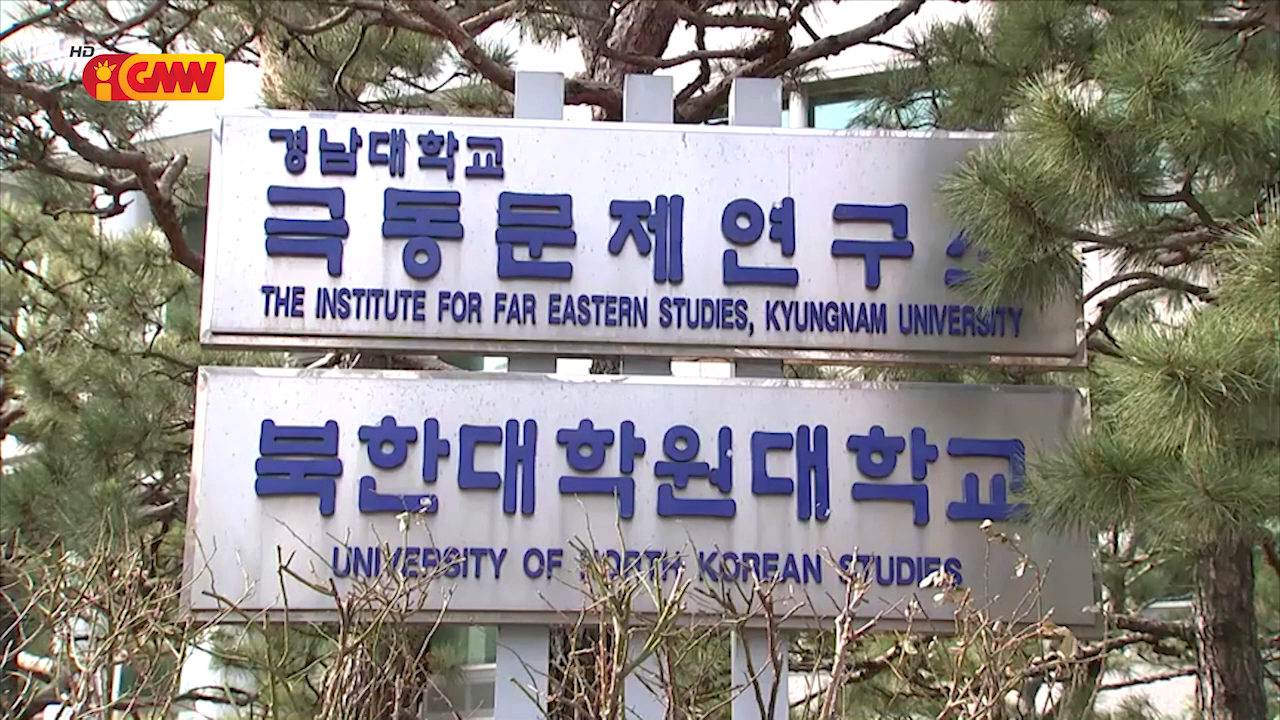 HD
GMW
경남대학교
극동문제연구
THE INSTITUTE FOR FAR EASTERN STUDIES, KYUNGNAM UNIVERSITY
북한대학원대학교
UNIVERSITY OF NORTH KOREAN STUDIES